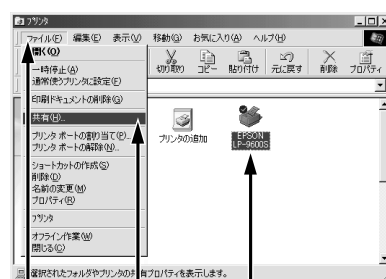 プリンタ
ファイル(F) 編集(E) 表示(V) 移動(G) お気に入り(A) ヘルプ(H)
開く(O)
一時停止(A)
通常使うプリンタに設定(F)
印刷ドキュメントの削除(G)
共有(H)...
プリンタ ポートの割り当て(P)...
プリンタ ポートの解除(N)...
ショートカットの作成(S)
削除(D)
名前の変更(M)
プロパティ(R)
プリンタ
オフライン作業(W)
閉じる(C)
切り取り コピー 貼り付け 元に戻す 削除 プロパティ
プリンタの追加
EPSON
LP-9600S
選択されたフォルダやプリンタの共有プロパティを表示します。